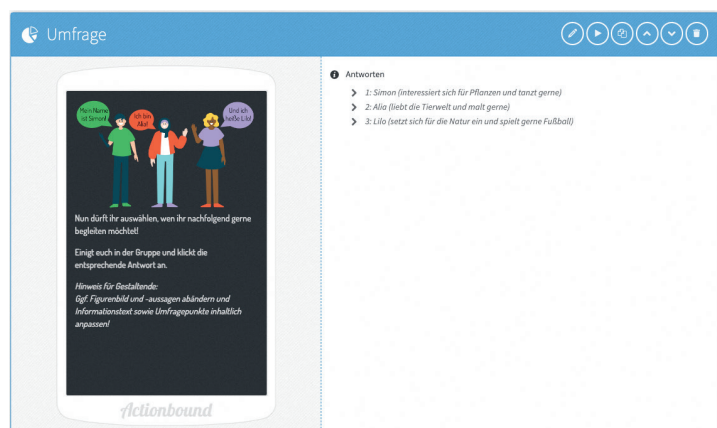 Umfrage
Mein Name
ist Simon!
Ich bin
Alia!
Und ich
heiße Lilo!
Nun dürft ihr auswählen, wen ihr nachfolgend gerne
begleiten möchtet!
Einigt euch in der Gruppe und klickt die
entsprechende Antwort an.
Hinweis für Gestaltende:
Ggf. Figurenbild und -aussagen abändern und
Informationstext sowie Umfragepunkte inhaltlich
anpassen!
Actionbound
Antworten
1: Simon (interessiert sich für Pflanzen und tanzt gerne)
2: Alia (liebt die Tierwelt und malt gerne)
3: Lilo (setzt sich für die Natur ein und spielt gerne Fußball)